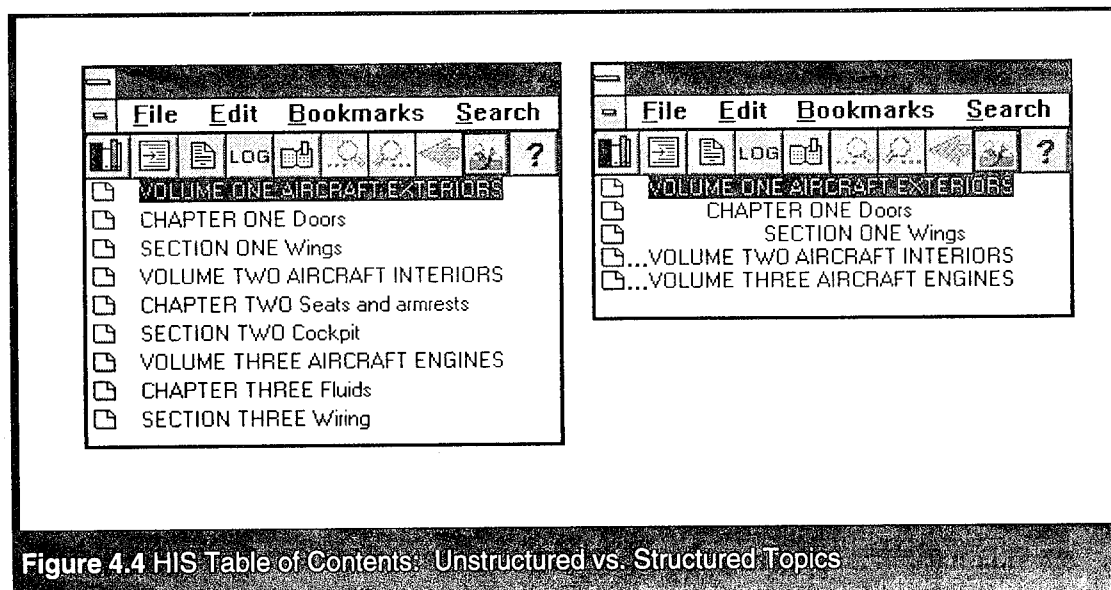 File Edit Bookmarks Search
LOG ?
VOLUME ONE AIRCRAFT EXTERIORS
CHAPTER ONE Doors
SECTION ONE Wings
VOLUME TWO AIRCRAFT INTERIORS
CHAPTER TWO Seats and armrests
SECTION TWO Cockpit
VOLUME THREE AIRCRAFT ENGINES
CHAPTER THREE Fluids
SECTION THREE Wiring
File Edit Bookmarks Search
LOG ?
VOLUME ONE AIRCRAFT EXTERIORS
CHAPTER ONE Doors
SECTION ONE Wings
...VOLUME TWO AIRCRAFT INTERIORS
...VOLUME THREE AIRCRAFT ENGINES
Figure 4.4 HIS Table of Contents: Unstructured vs. Structured Topics